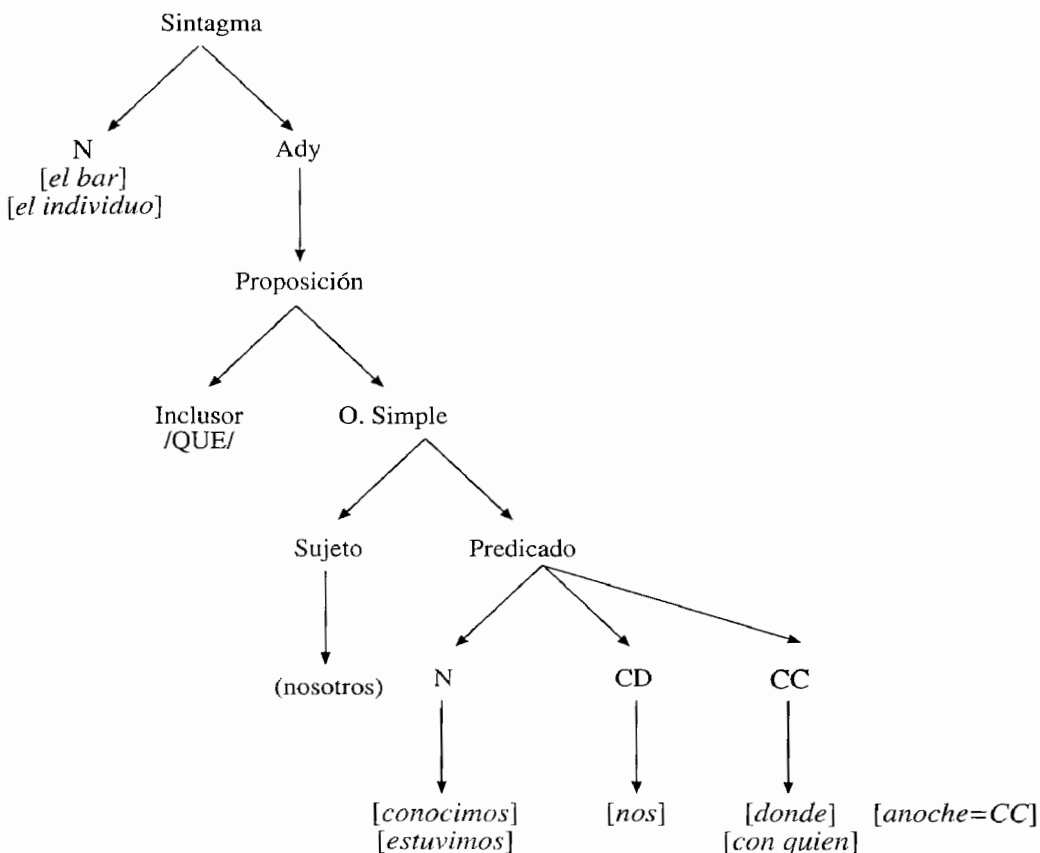 Sintagma
N Ady
[el bar]
[el individuo]
Proposición
Inclusor O. Simple
/QUE/
Sujeto Predicado
(nosotros) N CD CC
[conocimos] [nos] [donde] [anoche=CC]
[estuvimos] [con quien]